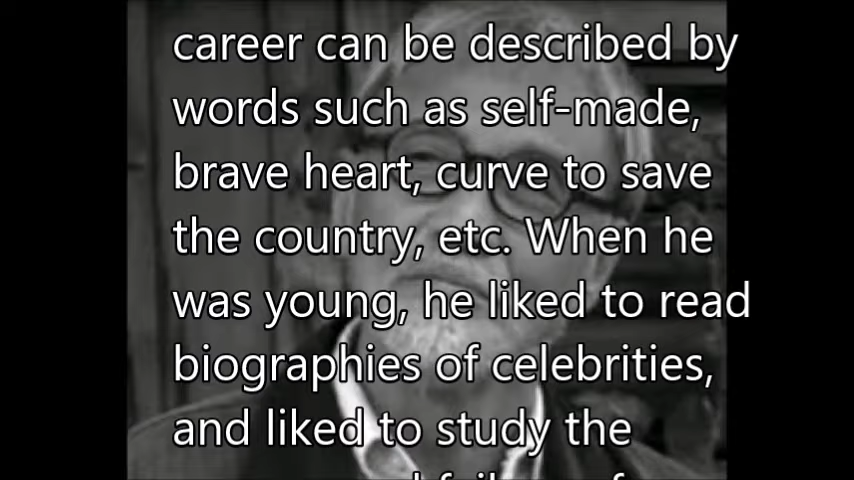 career can be described by
words such as self-made,
brave heart, curve to save
the country, etc. When he
was young, he liked to read
biographies of celebrities,
and liked to study the